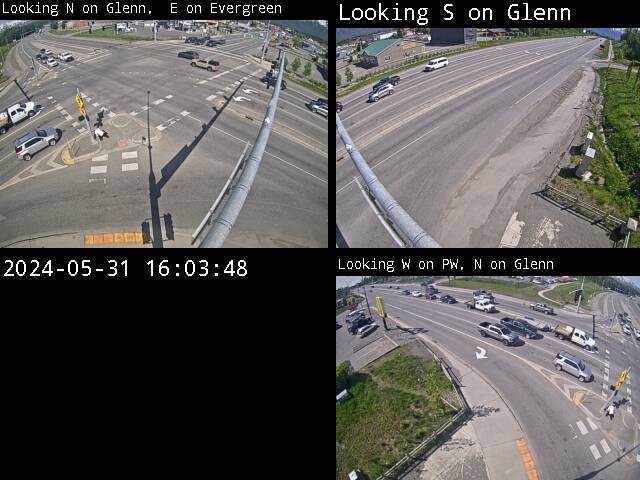 Looking N on Glenn, E on Evergreen
Looking S on Glenn
2024-05-31 16:03:48
Looking W on PW, N on Glenn